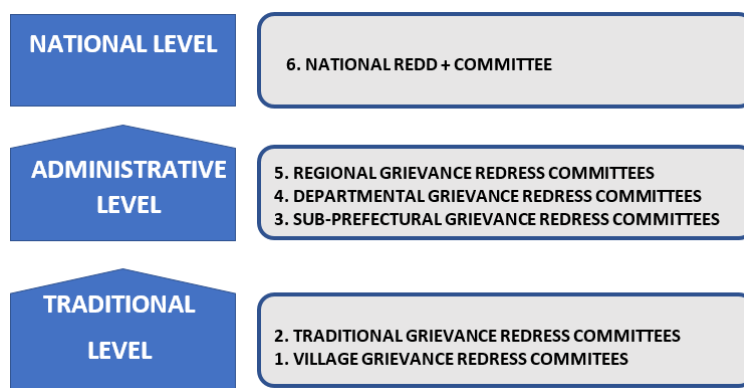 NATIONAL LEVEL
6. NATIONAL REDD + COMMITTEE
ADMINISTRATIVE
LEVEL
5. REGIONAL GRIEVANCE REDRESS COMMITTEES
4. DEPARTMENTAL GRIEVANCE REDRESS COMMITTEES
3. SUB-PREFECTURAL GRIEVANCE REDRESS COMMITTEES
TRADITIONAL
LEVEL
2. TRADITIONAL GRIEVANCE REDRESS COMMITTEES
1. VILLAGE GRIEVANCE REDRESS COMMITEES